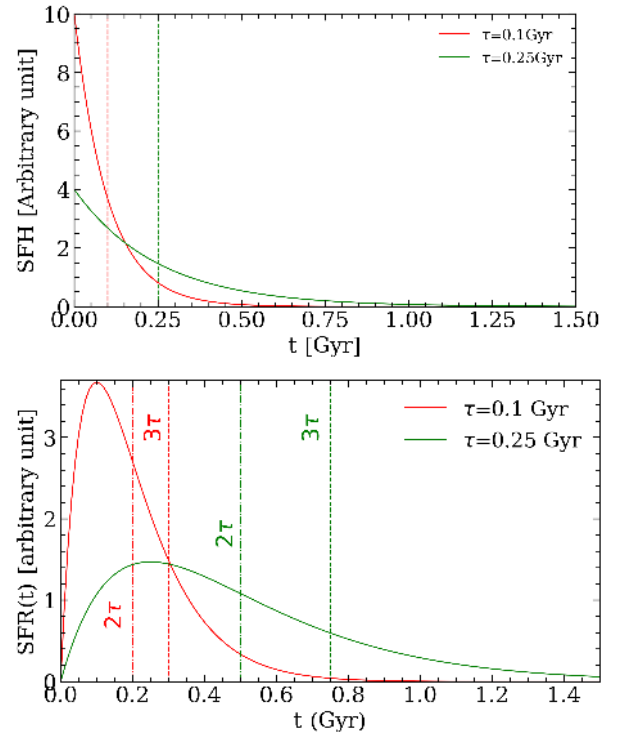 10
8
6
4
2
0
SFH [Arbitrary unit]
τ=0.1Gyr
τ=0.25Gyr
0.00 0.25 0.50 0.75 1.00 1.25 1.50
t [Gyr]
3
2
1
0
SFR(t) [arbitrary unit]
τ=0.1 Gyr
τ=0.25 Gyr
3τ
3τ
2τ
2τ
0.0 0.2 0.4 0.6 0.8 1.0 1.2 1.4
t (Gyr)